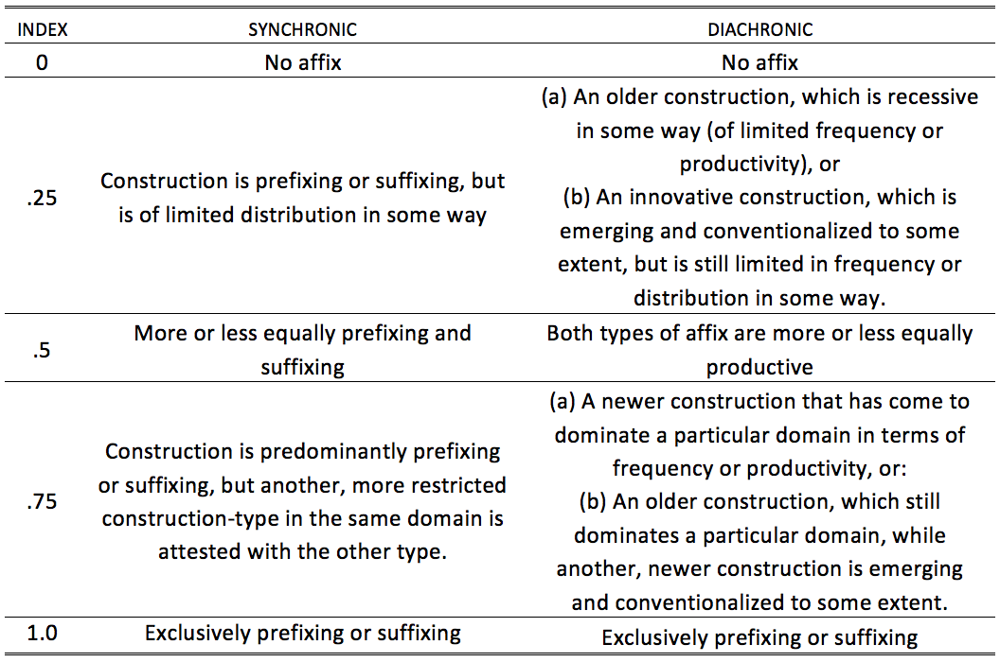 INDEX SYNCHRONIC DIACHRONIC
0 No affix No affix
.25 Construction is prefixing or suffixing, but
is of limited distribution in some way
(a) An older construction, which is recessive
in some way (of limited frequency or
productivity), or
(b) An innovative construction, which is
emerging and conventionalized to some
extent, but is still limited in frequency or
distribution in some way.
.5 More or less equally prefixing and
suffixing
Both types of affix are more or less equally
productive
.75 Construction is predominantly prefixing
or suffixing, but another, more restricted
construction-type in the same domain is
attested with the other type.
(a) A newer construction that has come to
dominate a particular domain in terms of
frequency or productivity, or:
(b) An older construction, which still
dominates a particular domain, while
another, newer construction is emerging
and conventionalized to some extent.
1.0 Exclusively prefixing or suffixing Exclusively prefixing or suffixing